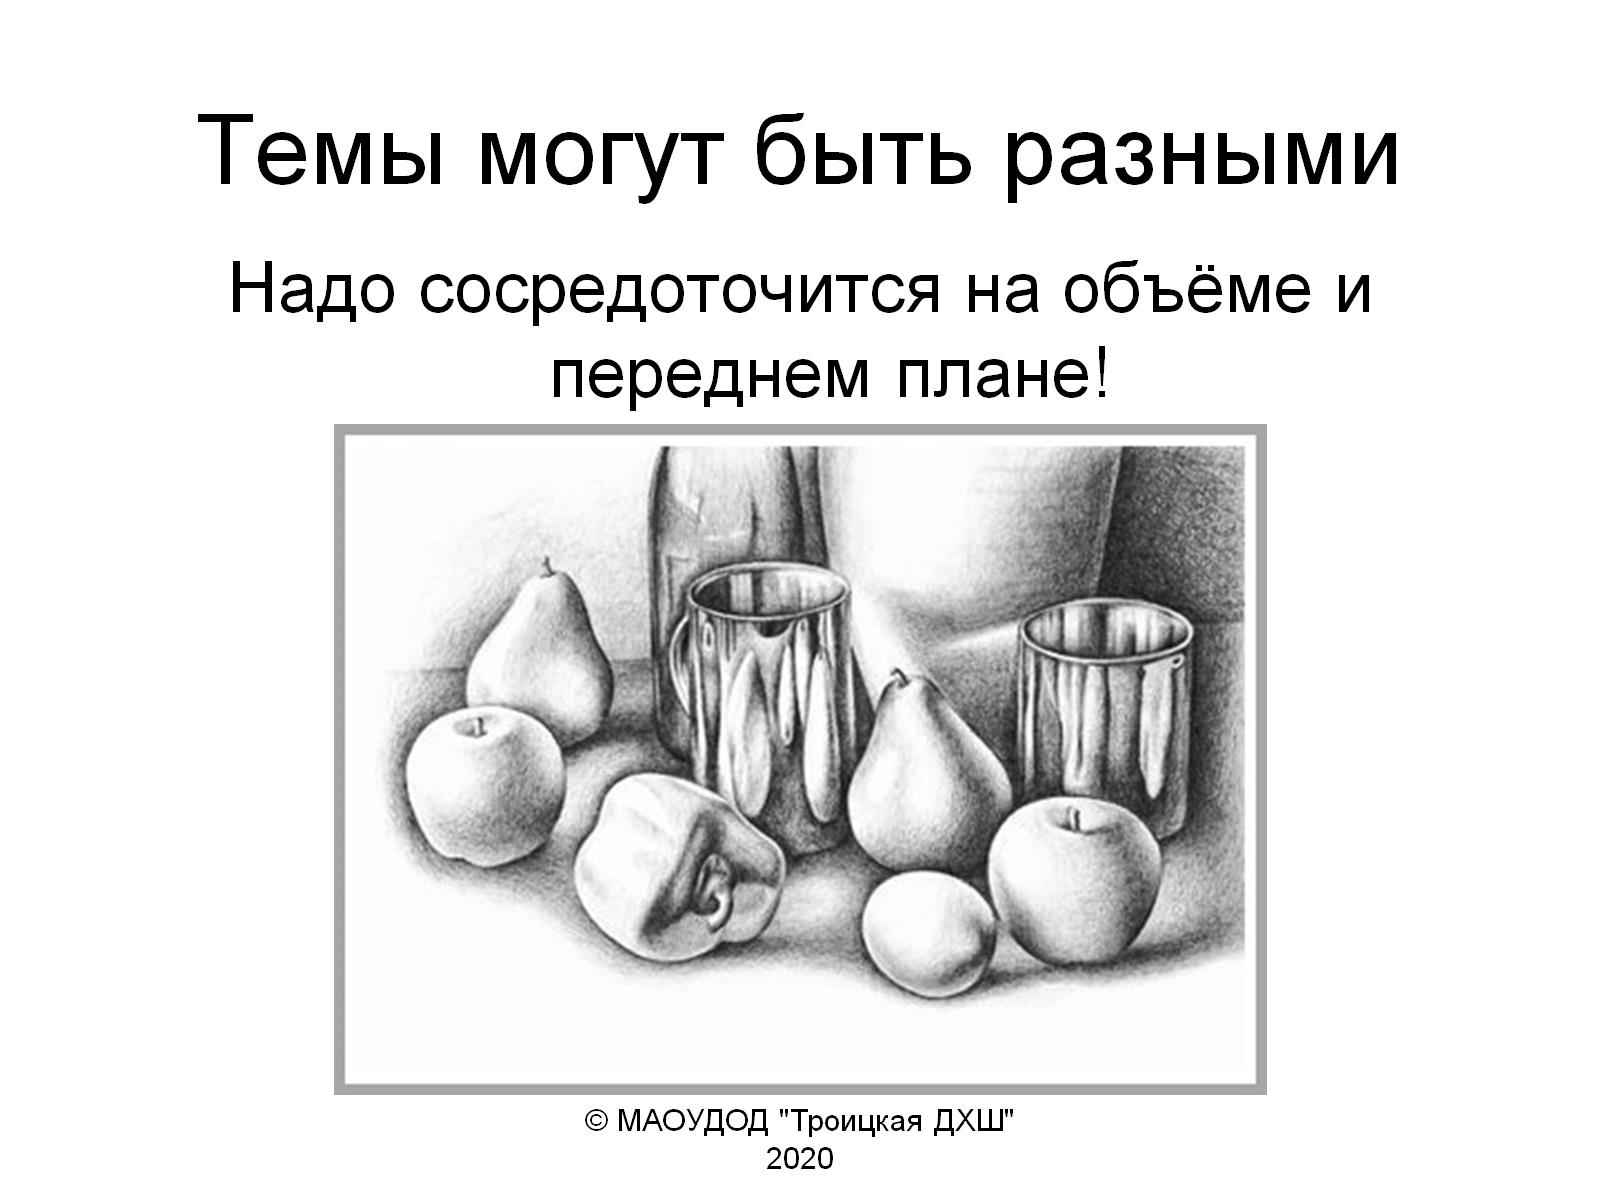 Темы могут быть разными
Надо сосредоточится на объёме и
переднем плане!
© МАОУДОД "Троицкая ДХШ"
2020